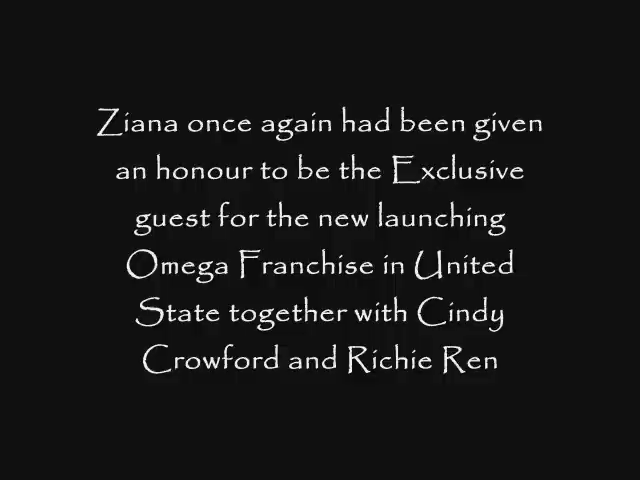 Ziana once again had been given
an honour to be the Exclusive
guest for the new launching
Omega Franchise in United
State together with Cindy
Crowford and Richie Ren